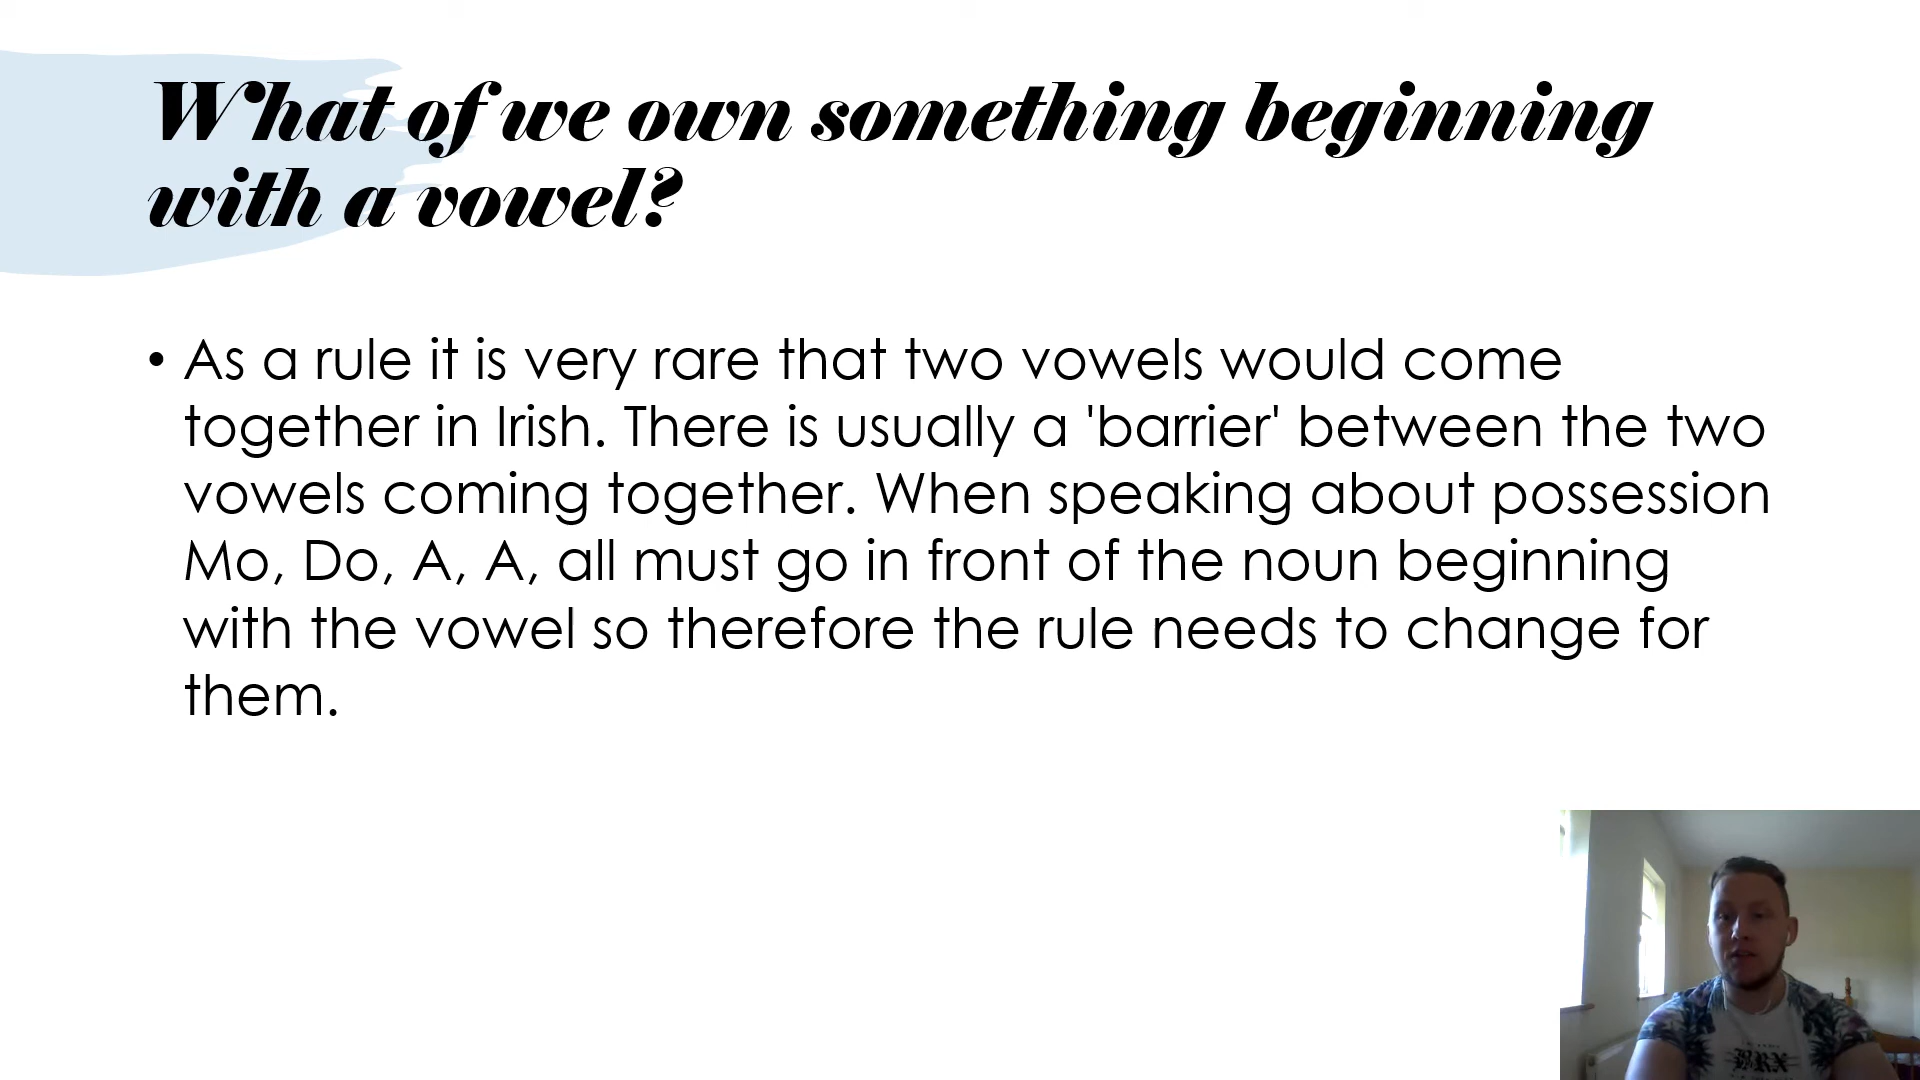 What of we own something beginning
with a vowel?
• As a rule it is very rare that two vowels would come
together in Irish. There is usually a 'barrier' between the two
vowels coming together. When speaking about possession
Mo, Do, A, A, all must go in front of the noun beginning
with the vowel so therefore the rule needs to change for
them.
BRX